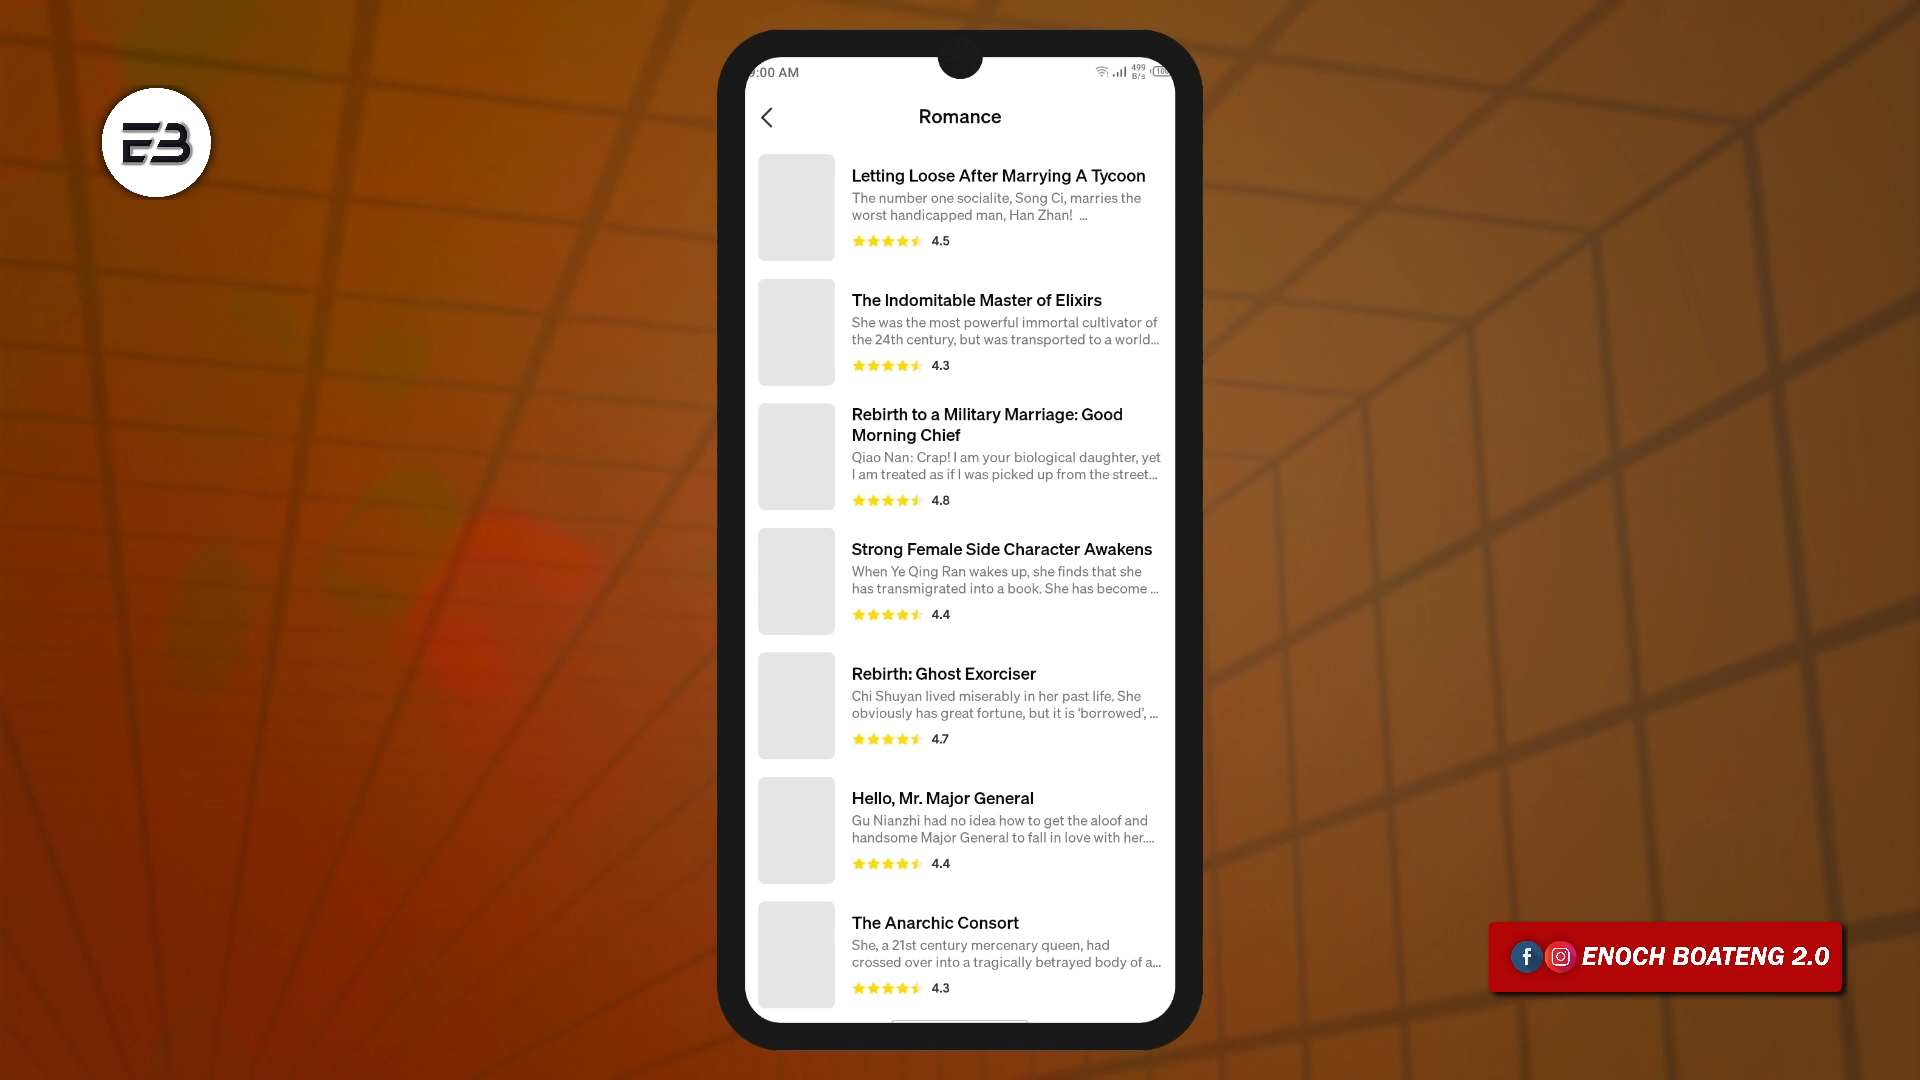 EB
9:00 AM
499
B/s
100
Romance
Letting Loose After Marrying A Tycoon
The number one socialite, Song Ci, marries the
worst handicapped man, Han Zhan! ...
4.5
The Indomitable Master of Elixirs
She was the most powerful immortal cultivator of
the 24th century, but was transported to a world...
4.3
Rebirth to a Military Marriage: Good
Morning Chief
Qiao Nan: Crap! I am your biological daughter, yet
I am treated as if I was picked up from the street...
4.8
Strong Female Side Character Awakens
When Ye Qing Ran wakes up, she finds that she
has transmigrated into a book. She has become ...
4.4
Rebirth: Ghost Exorciser
Chi Shuyan lived miserably in her past life. She
obviously has great fortune, but it is ‘borrowed’, ...
4.7
Hello, Mr. Major General
Gu Nianzhi had no idea how to get the aloof and
handsome Major General to fall in love with her....
4.4
The Anarchic Consort
She, a 21st century mercenary queen, had
crossed over into a tragically betrayed body of a...
4.3
ENOCH BOATENG 2.0